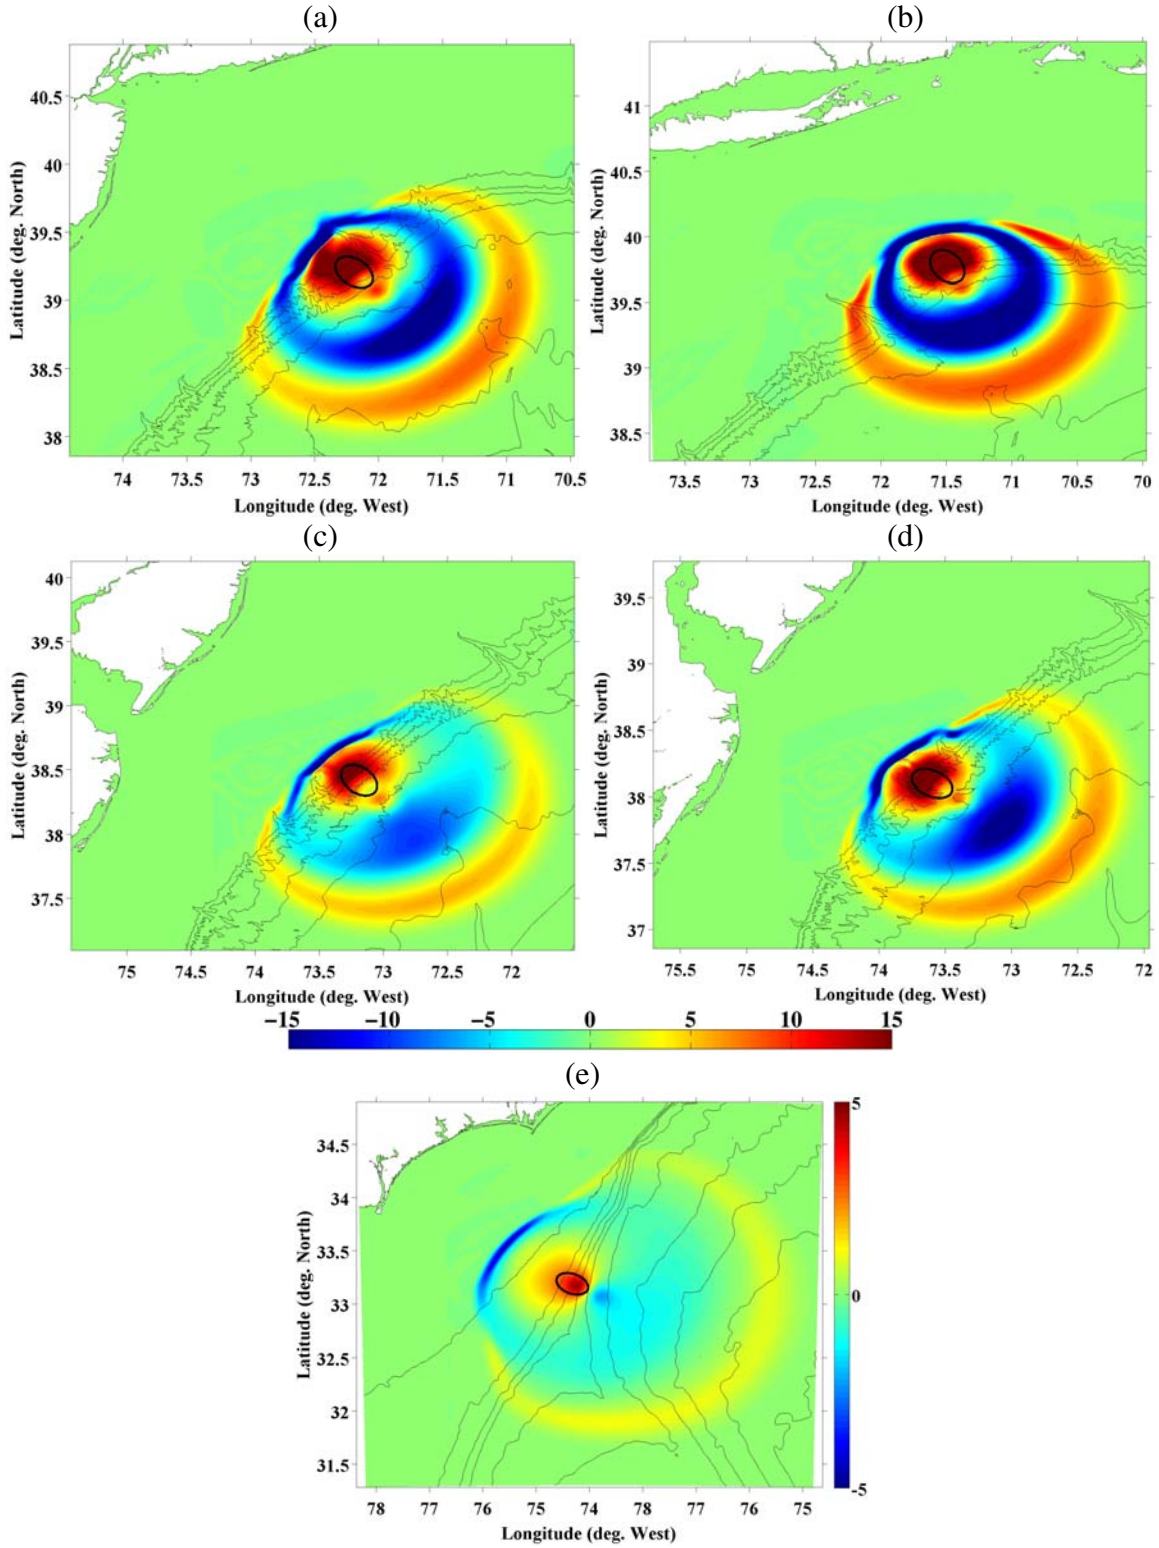 (a) (b)
40.5
40
39.5
39
38.5
38
Latitude (deg. North)
74 73.5 73 72.5 72 71.5 71 70.5
Longitude (deg. West)
41
40.5
40
39.5
39
38.5
Latitude (deg. North)
73.5 73 72.5 72 71.5 71 70.5 70
Longitude (deg. West)
(c) (d)
40
39.5
39
38.5
38
37.5
Latitude (deg. North)
75 74.5 74 73.5 73 72.5 72
Longitude (deg. West)
39.5
39
38.5
38
37.5
37
Latitude (deg. North)
75.5 75 74.5 74 73.5 73 72.5 72
Longitude (deg. West)
−15 −10 −5 0 5 10 15
(e)
34.5
34
33.5
33
32.5
32
31.5
Latitude (deg. North)
78 77 76 75 74 78 77 76 75
Longitude (deg. West)
5
0
-5